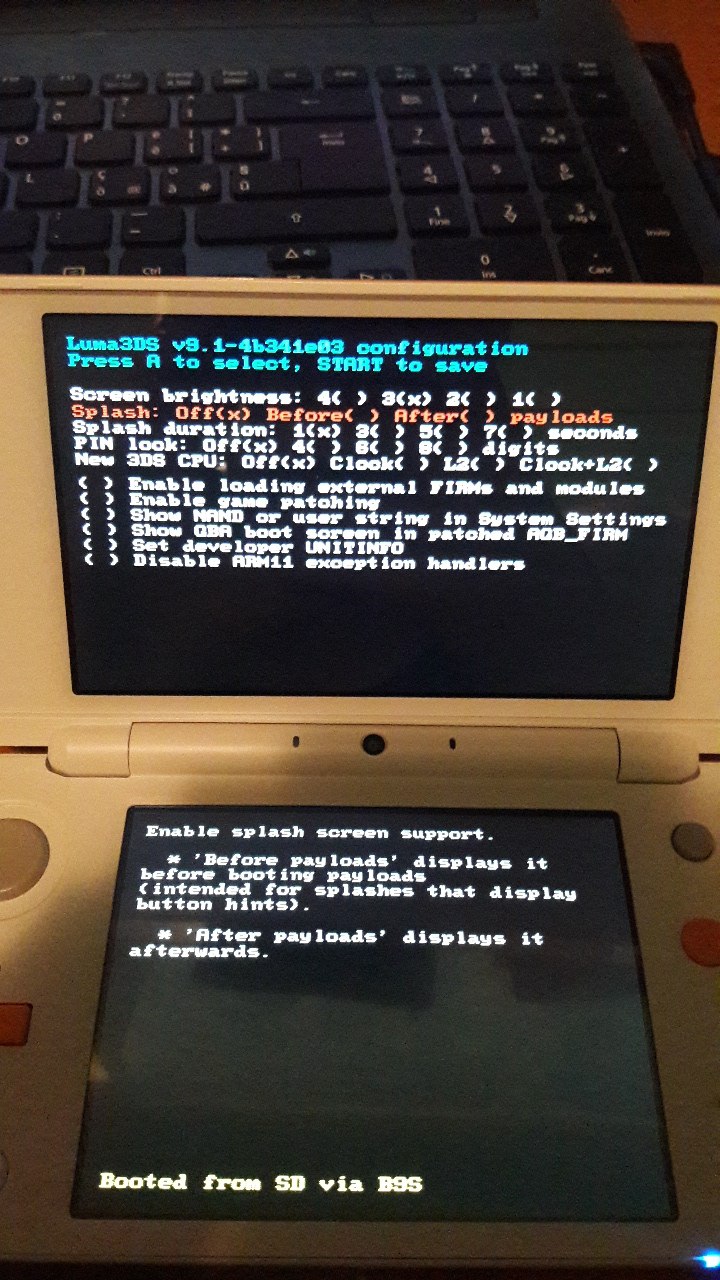 Luma3DS v9.1-4b341e03 configuration
Press A to select, START to save
Screen brightness: 4( ) 3(x) 2( ) 1( )
Splash: Off(x) Before( ) After( ) payloads
Splash duration: 1(x) 3( ) 5( ) 7( ) seconds
PIN lock: Off(x) 4( ) 6( ) 8( ) digits
New 3DS CPU: Off(x) Clock( ) L2( ) Clock+L2( )
( ) Enable loading external FIRMs and modules
( ) Enable game patching
( ) Show NAND or user string in System Settings
( ) Show GBA boot screen in patched AGB_FIRM
( ) Set developer UNITINFO
( ) Disable ARM11 exception handlers
Enable splash screen support.
* 'Before payloads' displays it
before booting payloads
(intended for splashes that display
button hints).
* 'After payloads' displays it
afterwards.
Booted from SD via B9S